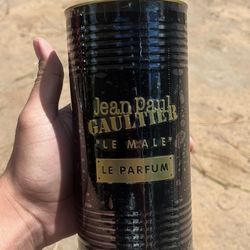 Jean Paul
GAULTIER
"LE MALE"
LE PARFUM